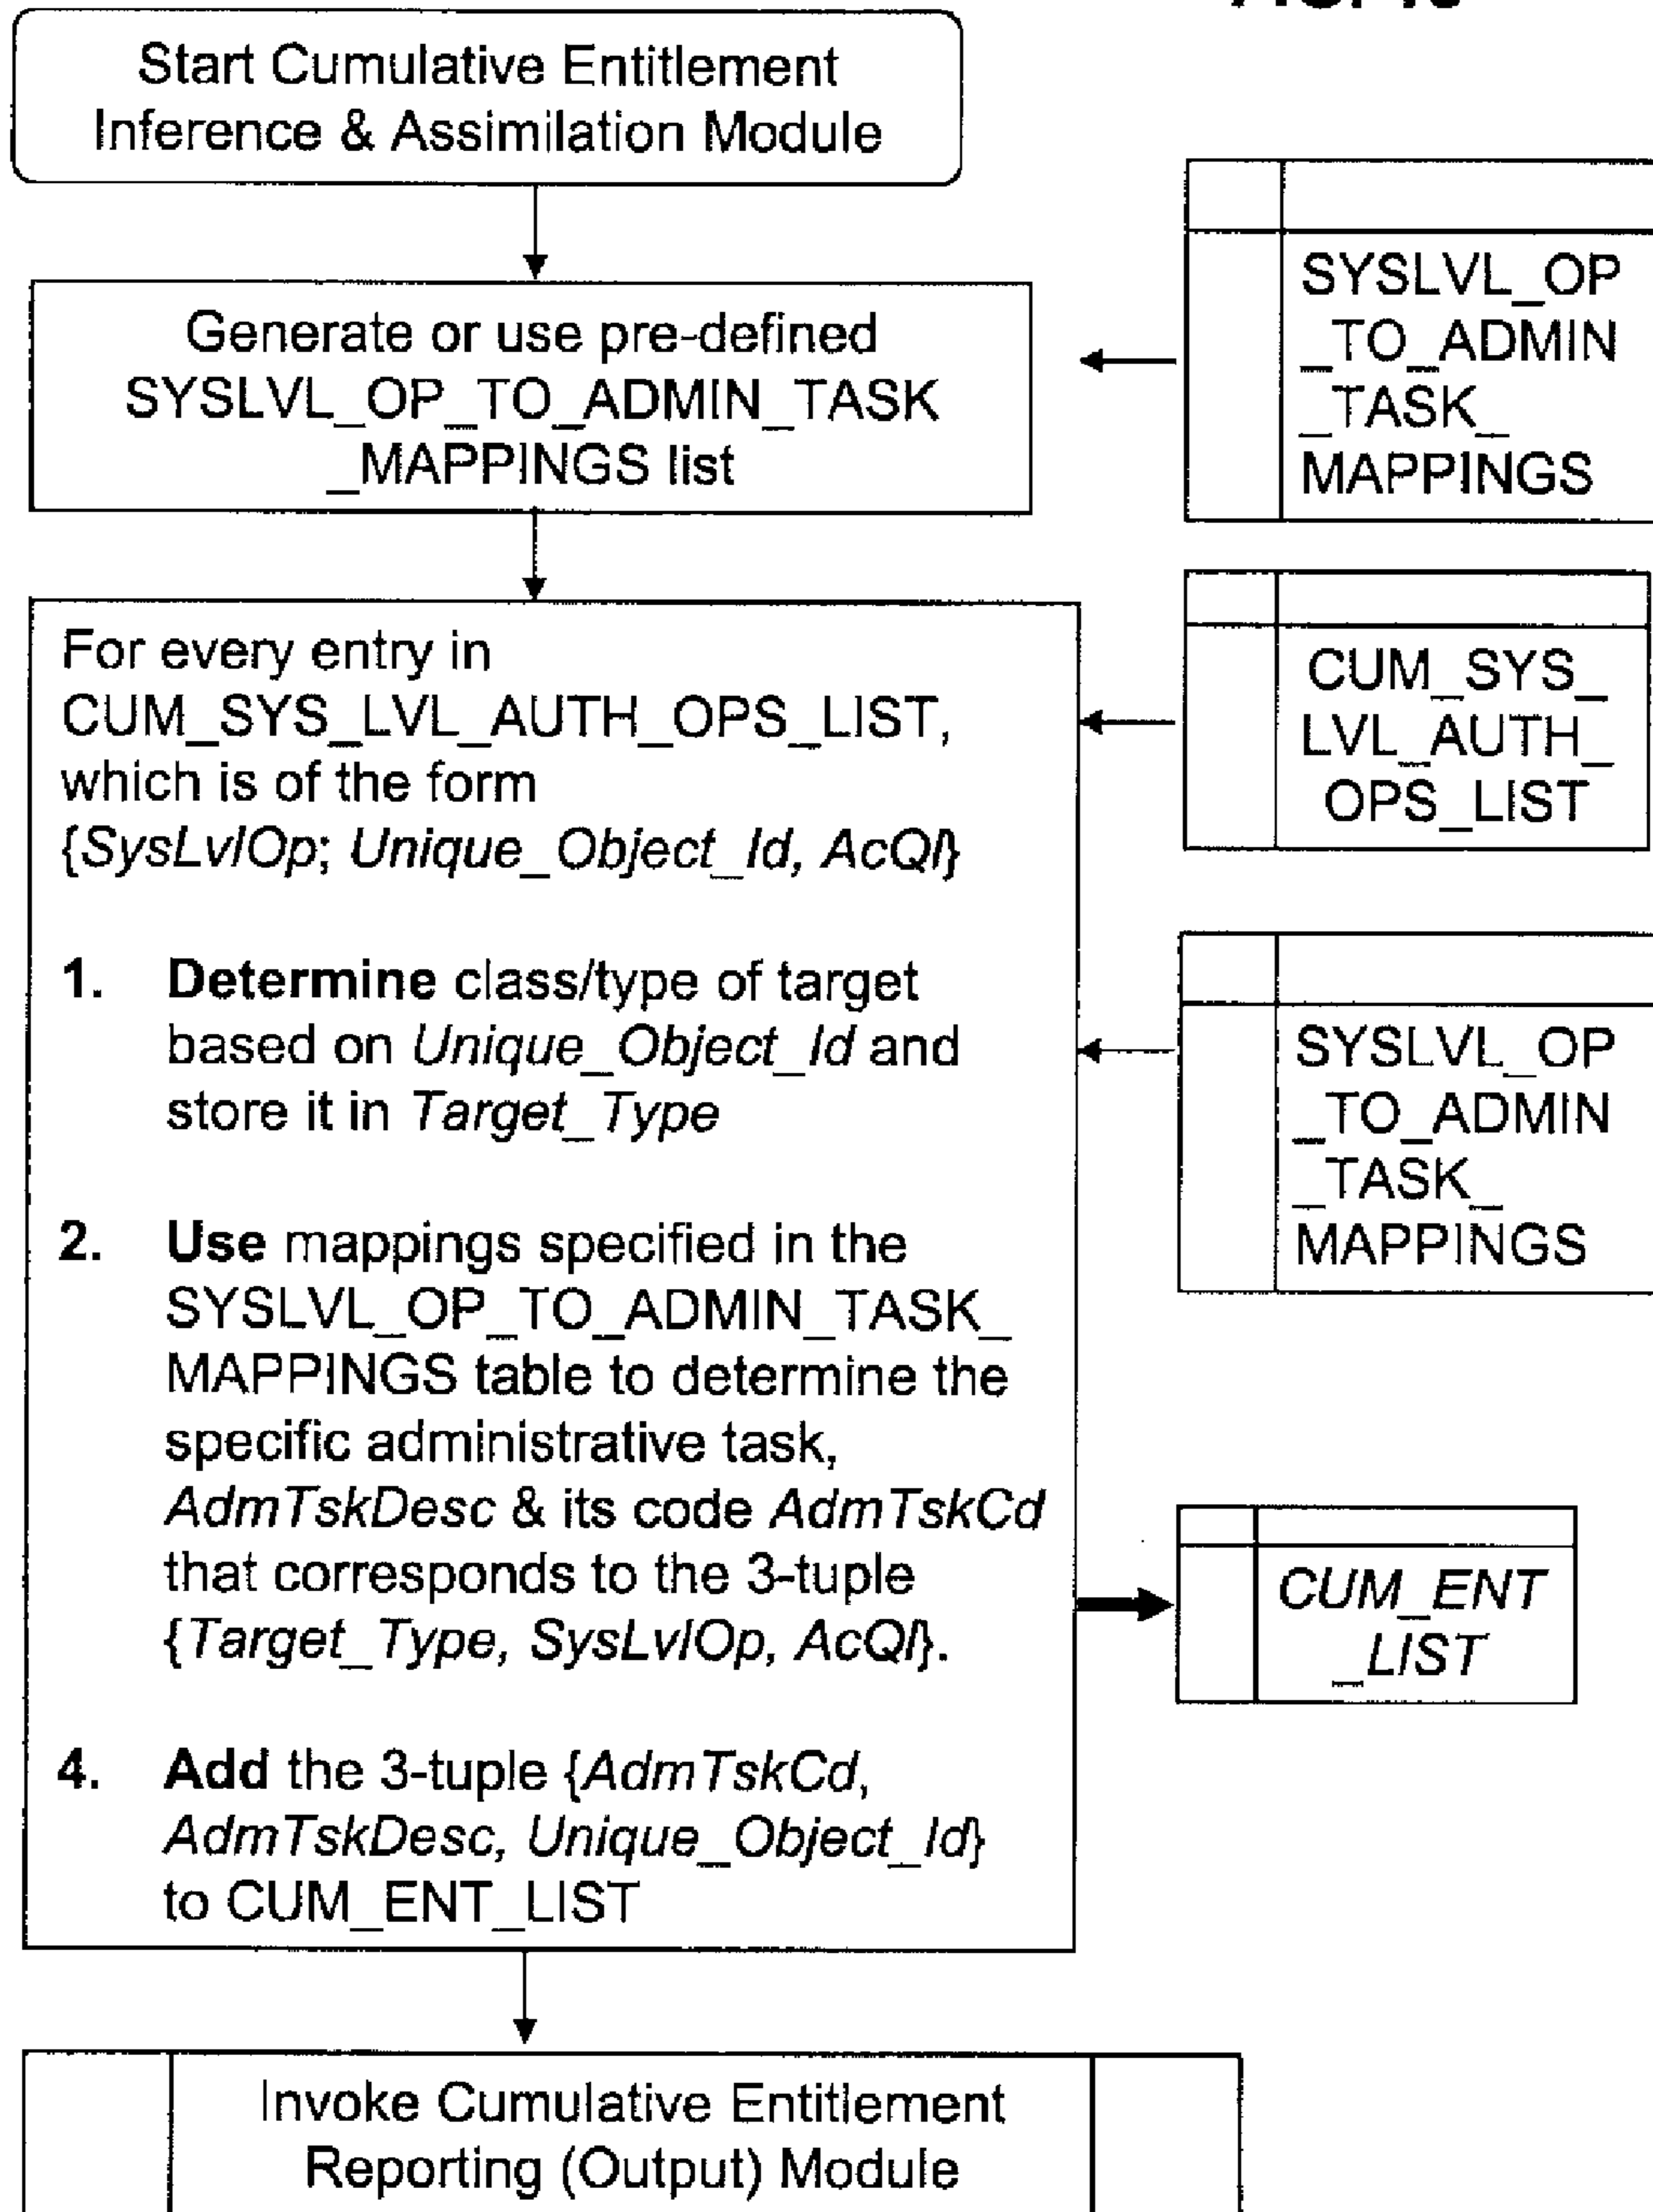 Start Cumulative Entitlement
Inference & Assimilation Module
Generate or use pre-defined
SYSLVL_OP_TO_ADMIN_TASK
_MAPPINGS list
SYSLVL_OP
_TO_ADMIN
_TASK_
MAPPINGS
For every entry in
CUM_SYS_LVL_AUTH_OPS_LIST,
which is of the form
{SysLvlOp; Unique_Object_Id, AcQl}
CUM_SYS_
LVL_AUTH_
OPS_LIST
1. Determine class/type of target
based on Unique_Object_Id and
store it in Target_Type
SYSLVL_OP
_TO_ADMIN
_TASK_
MAPPINGS
2. Use mappings specified in the
SYSLVL_OP_TO_ADMIN_TASK_
MAPPINGS table to determine the
specific administrative task,
AdmTskDesc & its code AdmTskCd
that corresponds to the 3-tuple
{Target_Type, SysLvlOp, AcQl}.
CUM_ENT
_LIST
4. Add the 3-tuple {AdmTskCd,
AdmTskDesc, Unique_Object_Id}
to CUM_ENT_LIST
Invoke Cumulative Entitlement
Reporting (Output) Module